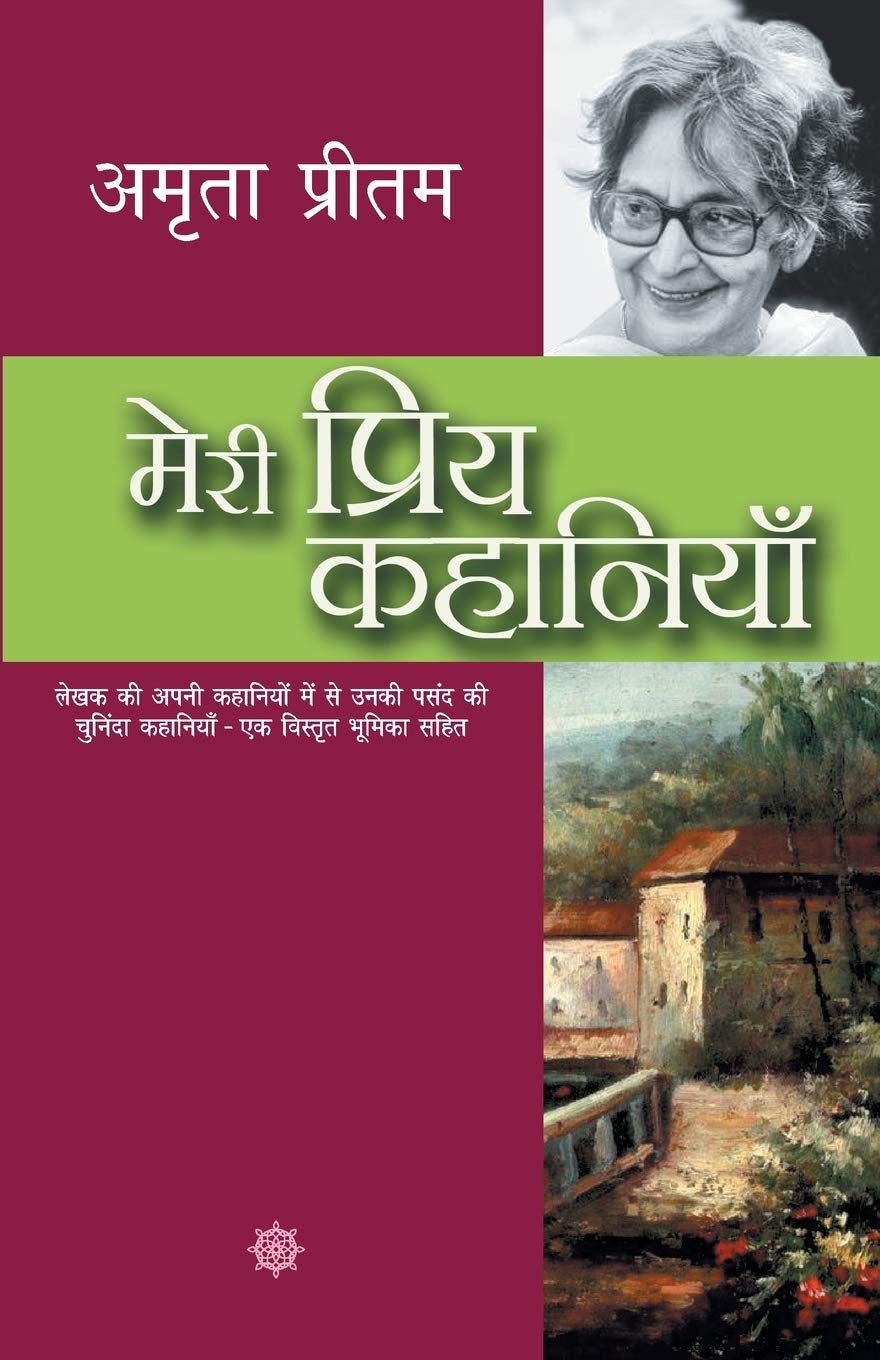 अमृता प्रीतम
मेरी प्रिय
कहानियाँ
लेखक की अपनी कहानियों में से उनकी पसंद की
चुनिंदा कहानियाँ - एक विस्तृत भूमिका सहित